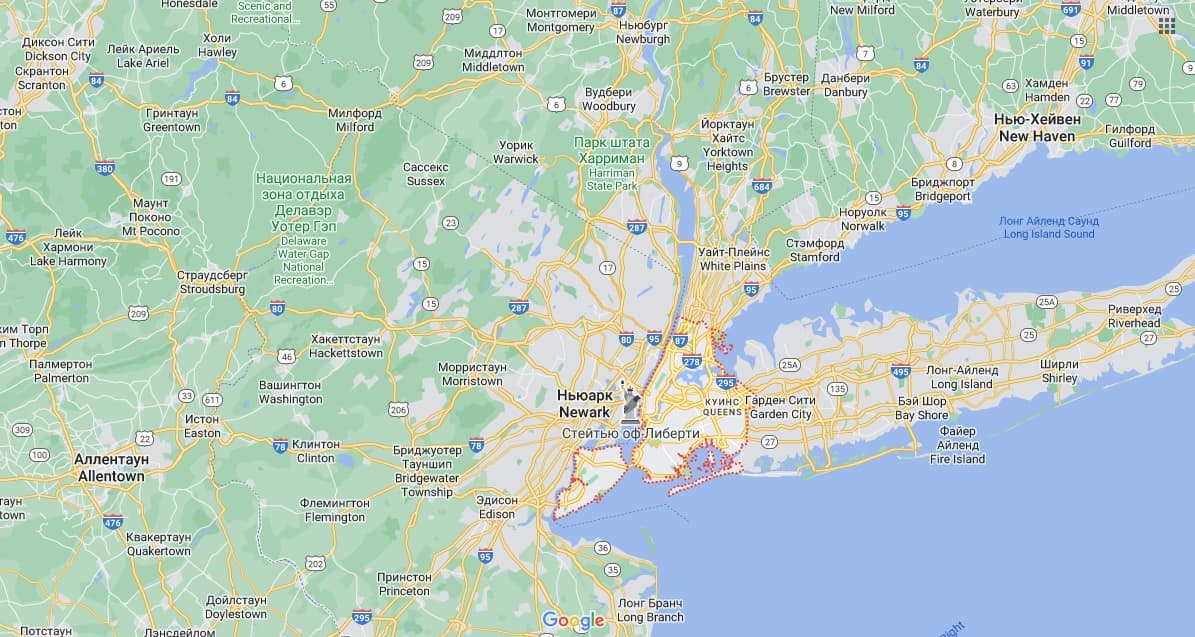 Honesdale
Scenic and
Recreational...
55
209
Монтгомери
Montgomery
87
Ньюбург
Newburgh
84
New Milford
Waterbury
691
Middletown
Диксон Сити
Dickson City
Лейк Ариель
Lake Ariel
Холи
Hawley
17
209
Миддлтон
Middletown
7
84
15
91
Скрантон
Scranton
84
6
84
Гринтаун
Greentown
Милфорд
Milford
6
Вудбери
Woodbury
6
Брустер
Brewster
Данбери
Danbury
63
Хамден
Hamden
22
77
79
9
Нью-Хейвен
New Haven
Гилфорд
Guilford
Йорктаун
Хайтс
Yorktown
Heights
Уорик
Warwick
Парк штата
Харриман
Harriman
State Park
9
8
380
191
Сассекс
Sussex
684
15
Бриджпорт
Bridgeport
Национальная
зона отдыха
Делавэр
Уотер Гэп
Delaware
Water Gap
National
Recreation...
Маунт
Поконо
Mt Pocono
23
287
Норуолк
Norwalk
95
Лонг Айленд Саунд
Long Island Sound
476
Лейк
Хармони
Lake Harmony
15
17
Уайт-Плейнс
White Plains
Стэмфорд
Stamford
Страудсберг
Stroudsburg
95
15
287
80
209
25A
25
Риверхед
Riverhead
Хакеттстоун
Hackettstown
80
95
87
25
27
46
278
25A
Палмертон
Palmerton
Морристаун
Morristown
295
495
Лонг-Айленд
Long Island
Ширли
Shirley
Вашингтон
Washington
33
611
206
Ньюарк
Newark
КУИНС
QUEENS
Гарден Сити
Garden City
135
Бэй Шор
Bay Shore
309
22
Истон
Easton
Стейтью оф Либерти
27
Файер
Айленд
Fire Island
100
78
Клинтон
Clinton
78
Аллентаун
Allentown
Бриджуотер
Тауншип
Bridgewater
Township
Флемингтон
Flemington
Эдисон
Edison
476
Квакертаун
Quakertown
202
95
36
35
Принстон
Princeton
Дойлстоун
Doylestown
295
Google
Лонг Бранч
Long Branch
Потстаун
Лэнсдейлом